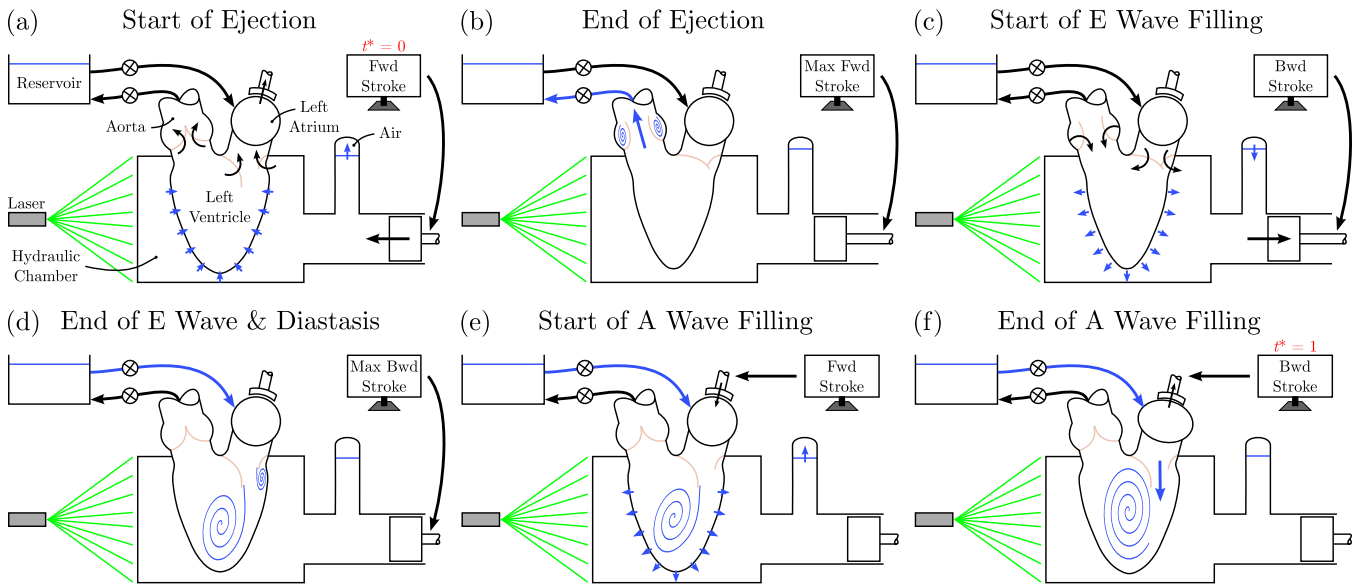 (a) Start of Ejection
t* = 0
Reservoir
Fwd
Stroke
Aorta
Left
Atrium
Air
Laser
Left
Ventricle
Hydraulic
Chamber
(b) End of Ejection
Max Fwd
Stroke
(c) Start of E Wave Filling
Bwd
Stroke
(d) End of E Wave & Diastasis
Max Bwd
Stroke
(e) Start of A Wave Filling
Fwd
Stroke
(f) End of A Wave Filling
t* = 1
Bwd
Stroke